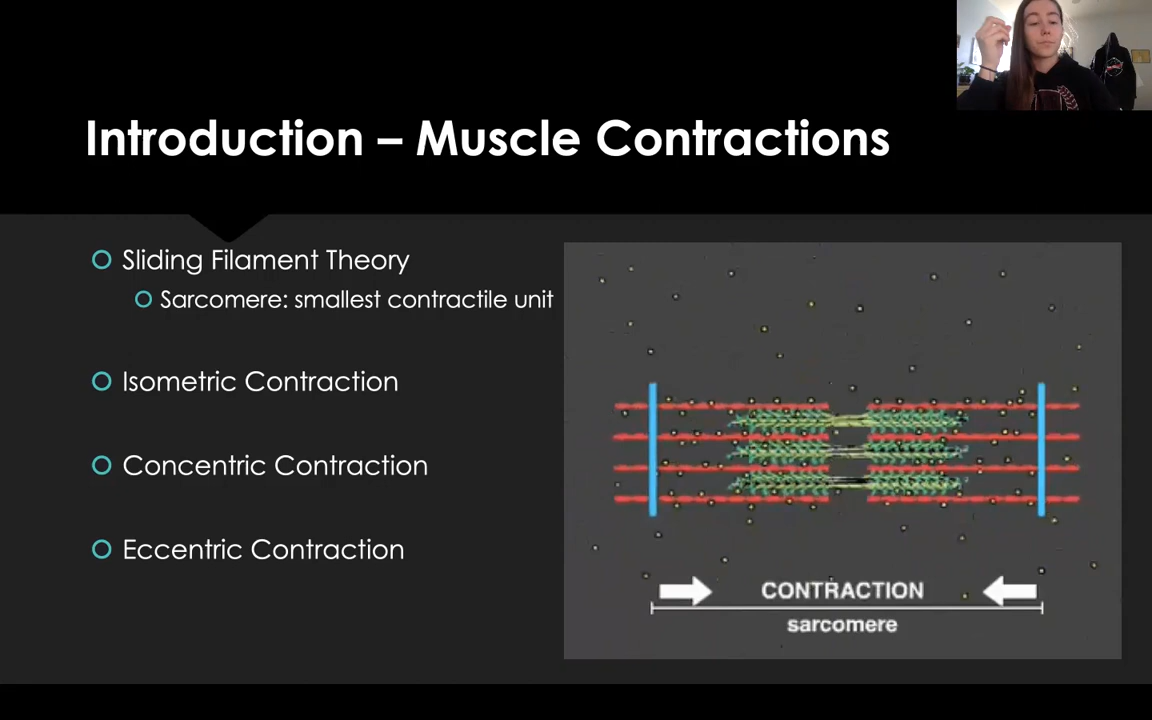 Introduction – Muscle Contractions
Sliding Filament Theory
Sarcomere: smallest contractile unit
Isometric Contraction
Concentric Contraction
Eccentric Contraction
CONTRACTION
sarcomere